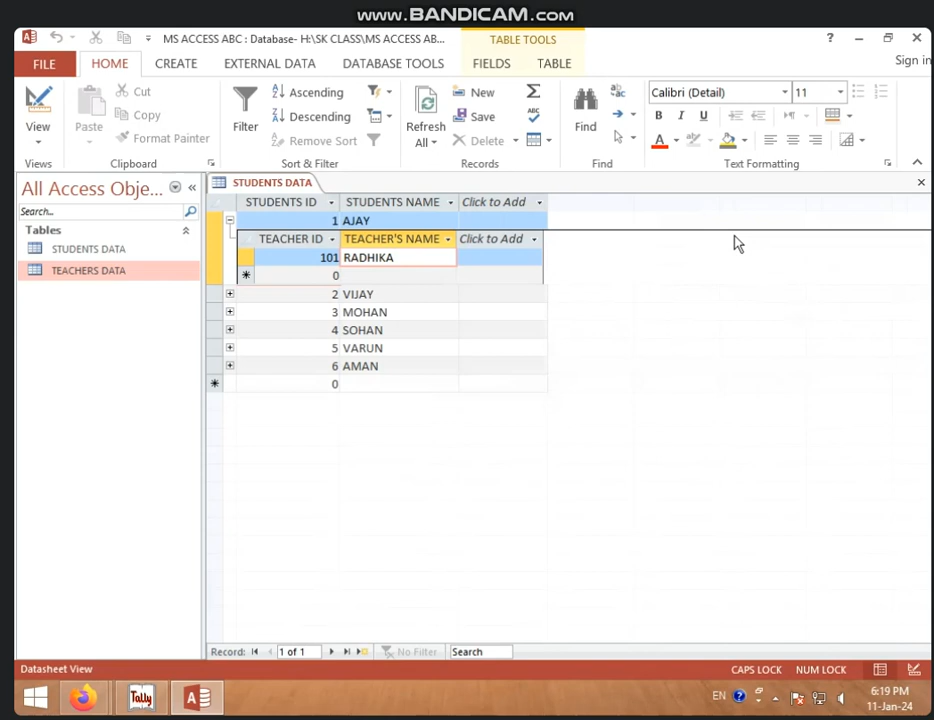 www.BANDICAM.com
MS ACCESS ABC : Database- H:\SK CLASS\MS ACCESS AB...
TABLE TOOLS
?
Sign in
FILE
HOME
CREATE
EXTERNAL DATA
DATABASE TOOLS
FIELDS
TABLE
View
Views
Paste
Cut
Copy
Format Painter
Clipboard
Filter
Ascending
Descending
Remove Sort
Sort & Filter
Refresh
All
New
Save
Delete
Records
Find
Find
Calibri (Detail)
11
B I U
A
Text Formatting
All Access Obje...
Search...
Tables
STUDENTS DATA
TEACHERS DATA
STUDENTS DATA
STUDENTS ID STUDENTS NAME Click to Add
1 AJAY
TEACHER ID TEACHER'S NAME Click to Add
101 RADHIKA
0
2 VIJAY
3 MOHAN
4 SOHAN
5 VARUN
6 AMAN
0
Record: 1 of 1 No Filter Search
Datasheet View
CAPS LOCK
NUM LOCK
Tally
EN
6:19 PM
11-Jan-24